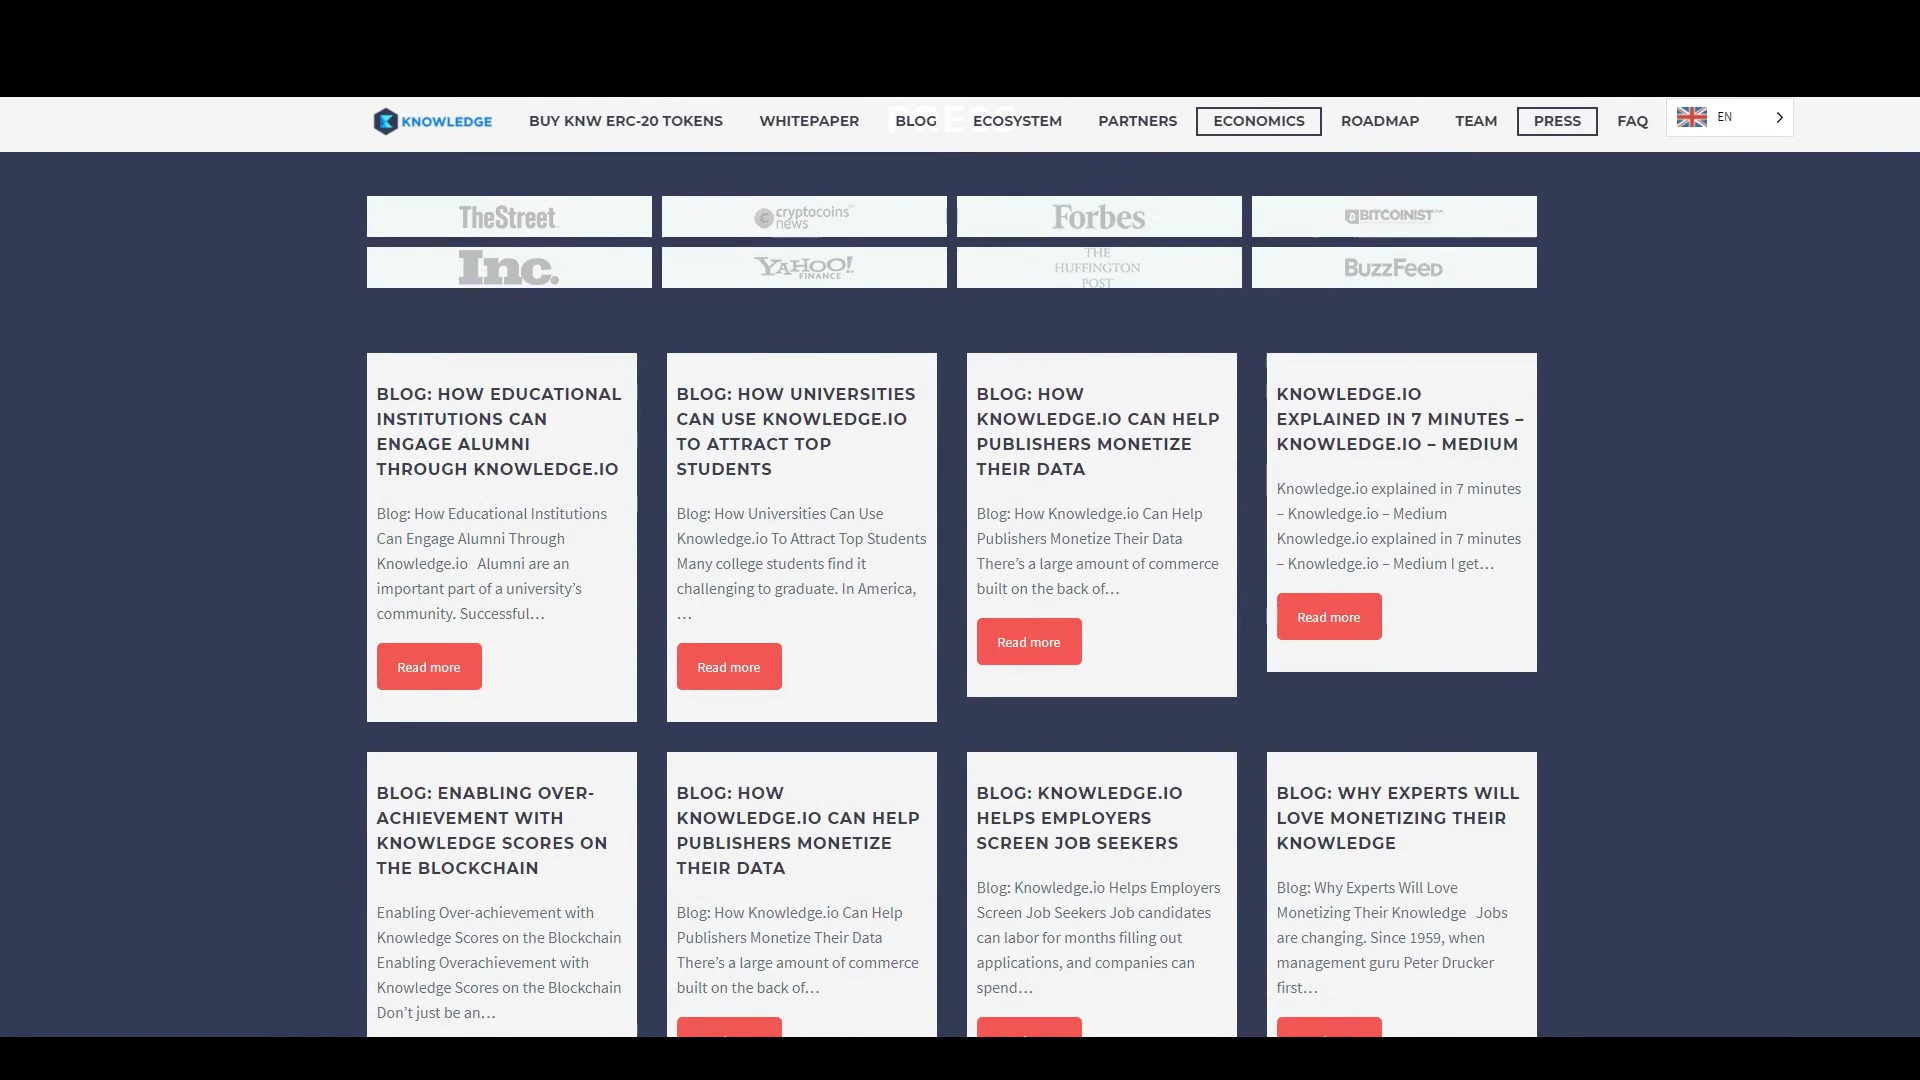 KNOWLEDGE
BUY KNW ERC-20 TOKENS
WHITEPAPER
BLOG
PRESS
ECOSYSTEM
PARTNERS
ECONOMICS
ROADMAP
TEAM
PRESS
FAQ
EN
TheStreet
cryptocoins
news
Forbes
BITCOINIST
Inc.
YAHOO!
FINANCE
THE
HUFFINGTON
POST
BuzzFeed
BLOG: HOW EDUCATIONAL
INSTITUTIONS CAN
ENGAGE ALUMNI
THROUGH KNOWLEDGE.IO
Blog: How Educational Institutions
Can Engage Alumni Through
Knowledge.io Alumni are an
important part of a university’s
community. Successful…
Read more
BLOG: HOW UNIVERSITIES
CAN USE KNOWLEDGE.IO
TO ATTRACT TOP
STUDENTS
Blog: How Universities Can Use
Knowledge.io To Attract Top Students
Many college students find it
challenging to graduate. In America,
…
Read more
BLOG: HOW
KNOWLEDGE.IO CAN HELP
PUBLISHERS MONETIZE
THEIR DATA
Blog: How Knowledge.io Can Help
Publishers Monetize Their Data
There’s a large amount of commerce
built on the back of…
Read more
KNOWLEDGE.IO
EXPLAINED IN 7 MINUTES –
KNOWLEDGE.IO – MEDIUM
Knowledge.io explained in 7 minutes
– Knowledge.io – Medium
Knowledge.io explained in 7 minutes
– Knowledge.io – Medium I get…
Read more
BLOG: ENABLING OVER-
ACHIEVEMENT WITH
KNOWLEDGE SCORES ON
THE BLOCKCHAIN
Enabling Over-achievement with
Knowledge Scores on the Blockchain
Enabling Overachievement with
Knowledge Scores on the Blockchain
Don’t just be an…
BLOG: HOW
KNOWLEDGE.IO CAN HELP
PUBLISHERS MONETIZE
THEIR DATA
Blog: How Knowledge.io Can Help
Publishers Monetize Their Data
There’s a large amount of commerce
built on the back of…
BLOG: KNOWLEDGE.IO
HELPS EMPLOYERS
SCREEN JOB SEEKERS
Blog: Knowledge.io Helps Employers
Screen Job Seekers Job candidates
can labor for months filling out
applications, and companies can
spend…
BLOG: WHY EXPERTS WILL
LOVE MONETIZING THEIR
KNOWLEDGE
Blog: Why Experts Will Love
Monetizing Their Knowledge Jobs
are changing. Since 1959, when
management guru Peter Drucker
first…